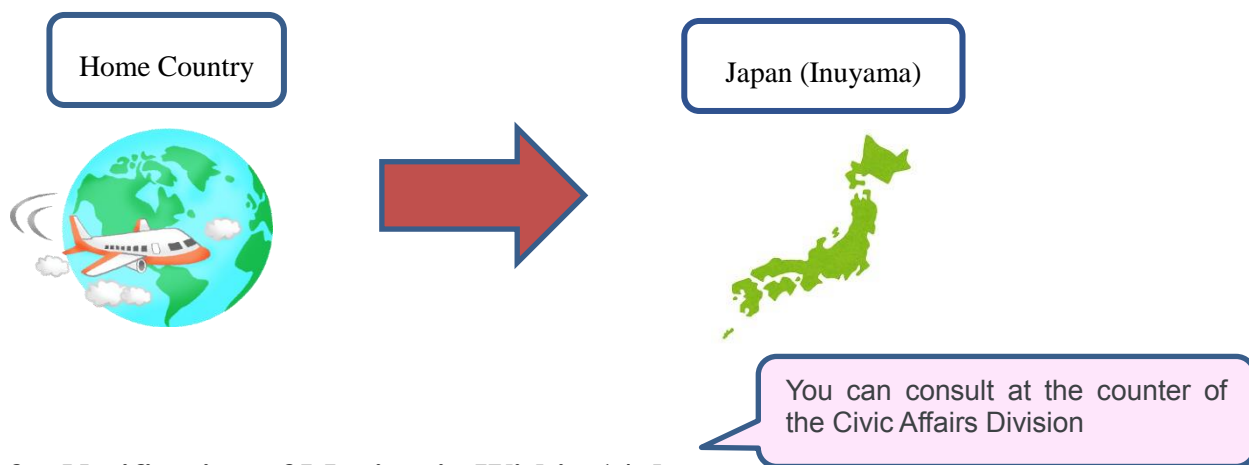 Home Country
Japan (Inuyama)
You can consult at the counter of
the Civic Affairs Division